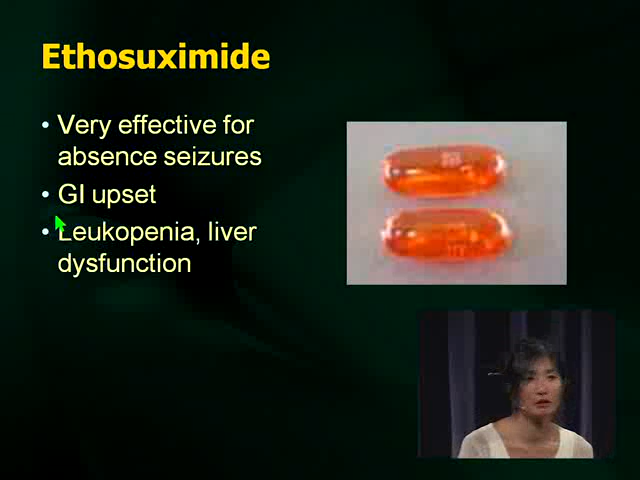 Ethosuximide
• Very effective for
absence seizures
• GI upset
• Leukopenia, liver
dysfunction